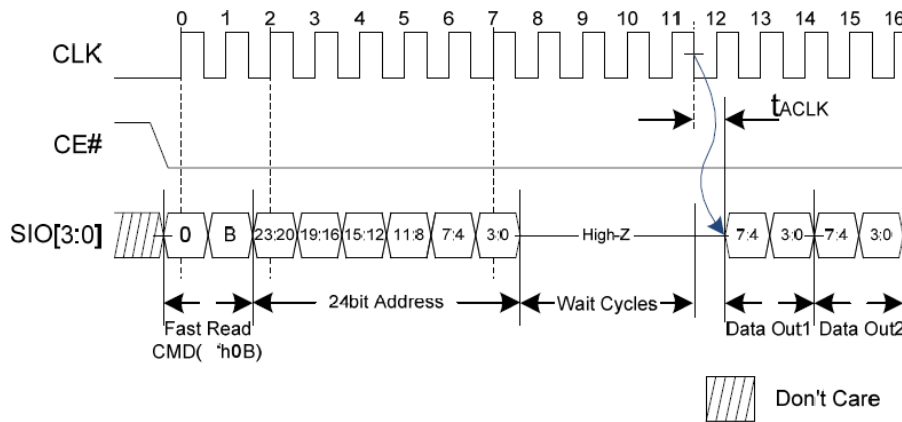 0 1 2 3 4 5 6 7 8 9 10 11 12 13 14 15 16
CLK
tACLK
CE#
SIO[3:0] 0 B 23:20 19:16 15:12 11:8 7:4 3:0 High-Z 7:4 3:0 7:4 3:0
24bit Address Wait Cycles
Fast Read Data Out1 Data Out2
CMD( 'h0B)
Don't Care